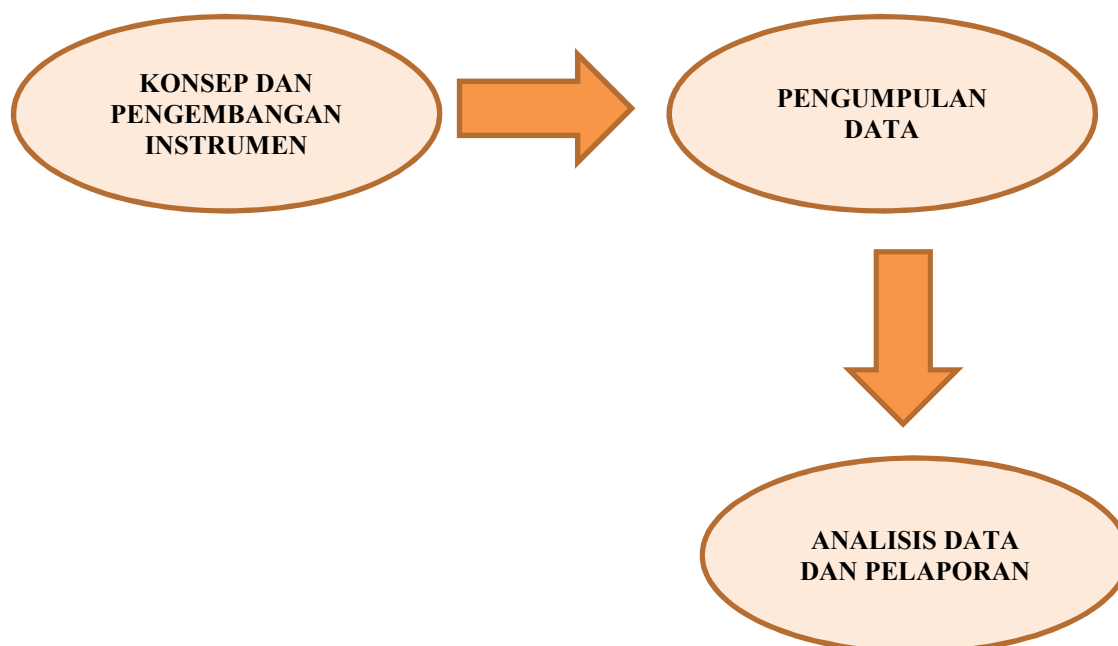 KONSEP DAN
PENGEMBANGAN
INSTRUMEN
PENGUMPULAN
DATA
ANALISIS DATA
DAN PELAPORAN